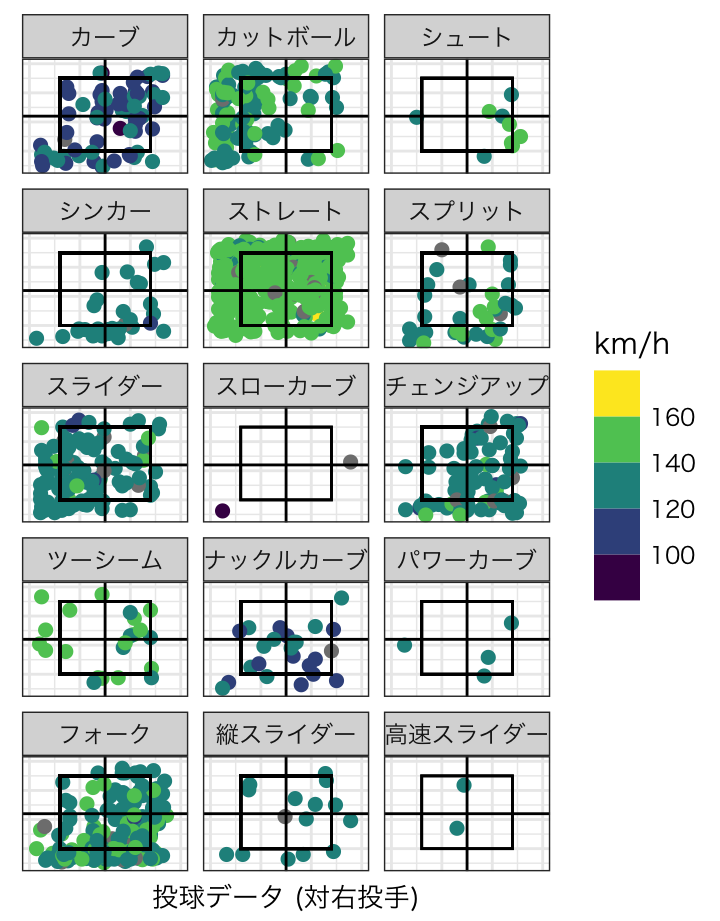 カーブ
カットボール
シュート
シンカー
ストレート
スプリット
スライダー
スローカーブ
チェンジアップ
ツーシーム
ナックルカーブ
パワーカーブ
フォーク
縦スライダー
高速スライダー
km/h
160
140
120
100
投球データ (対右投手)